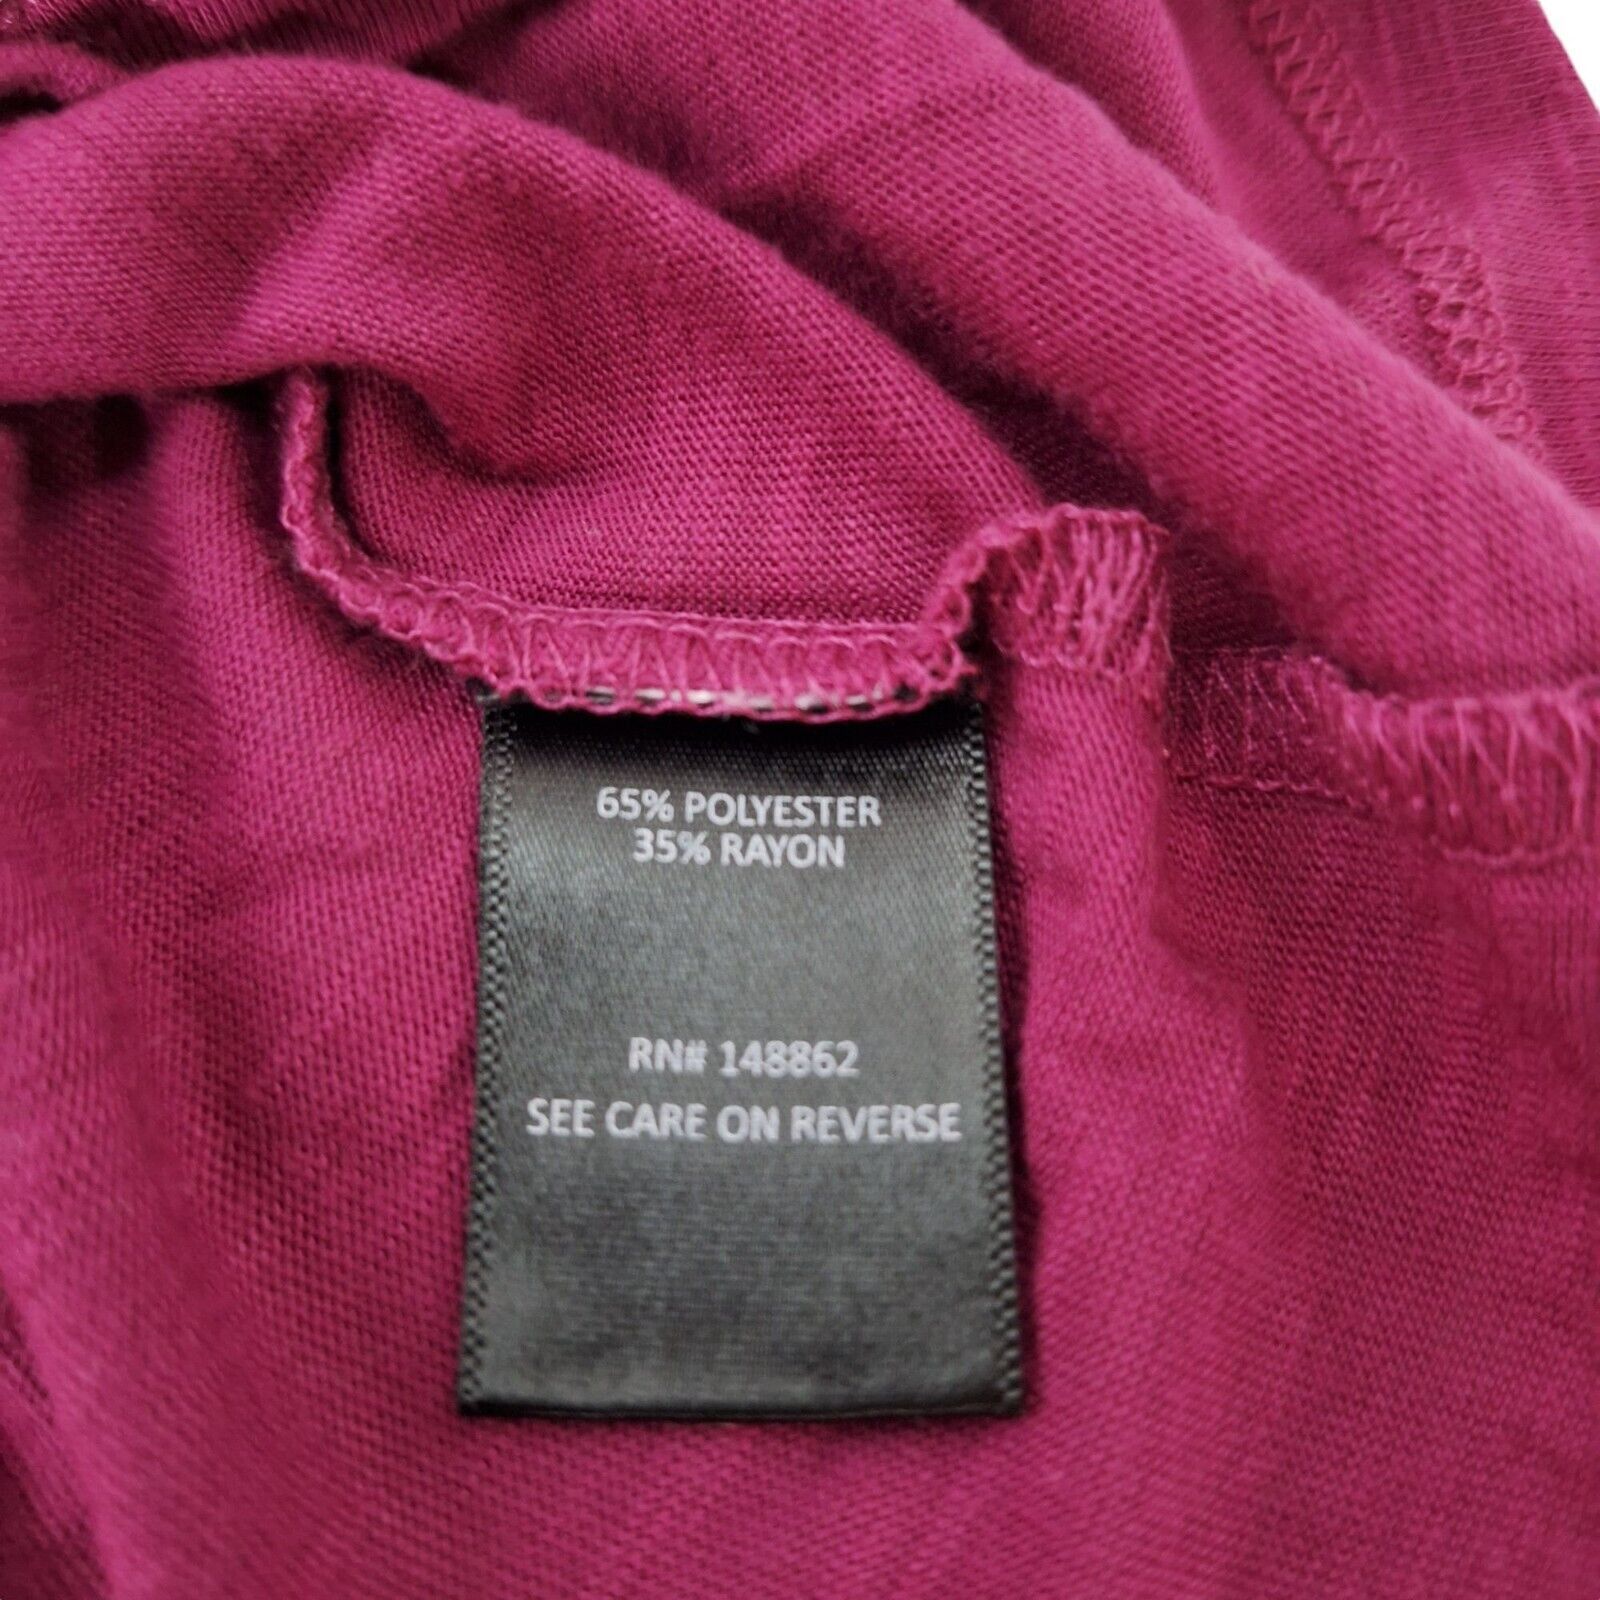 65% POLYESTER
35% RAYON
RN# 148862
SEE CARE ON REVERSE